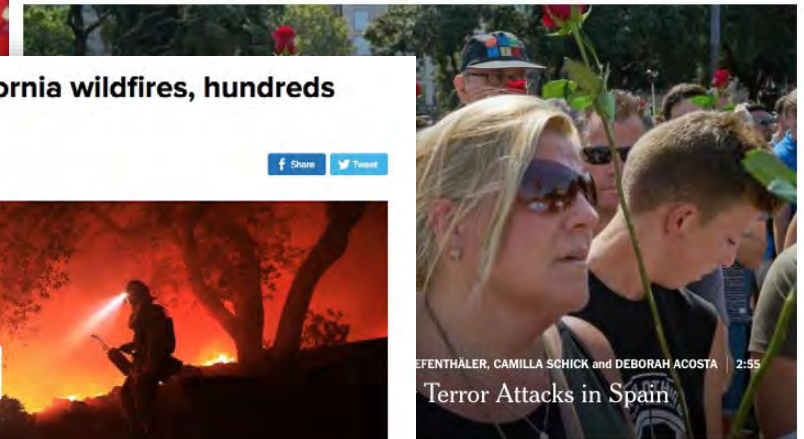 ornia wildfires, hundreds
Share
Tweet
EFENTHÄLER, CAMILLA SCHICK and DEBORAH ACOSTA | 2:55
Terror Attacks in Spain